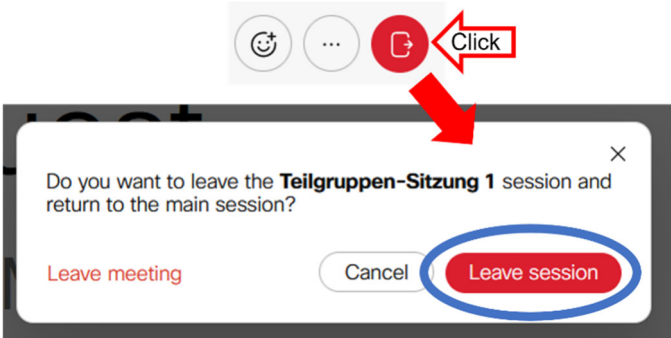 Click
Do you want to leave the Teilgruppen-Sitzung 1 session and
return to the main session?
Leave meeting
Cancel
Leave session